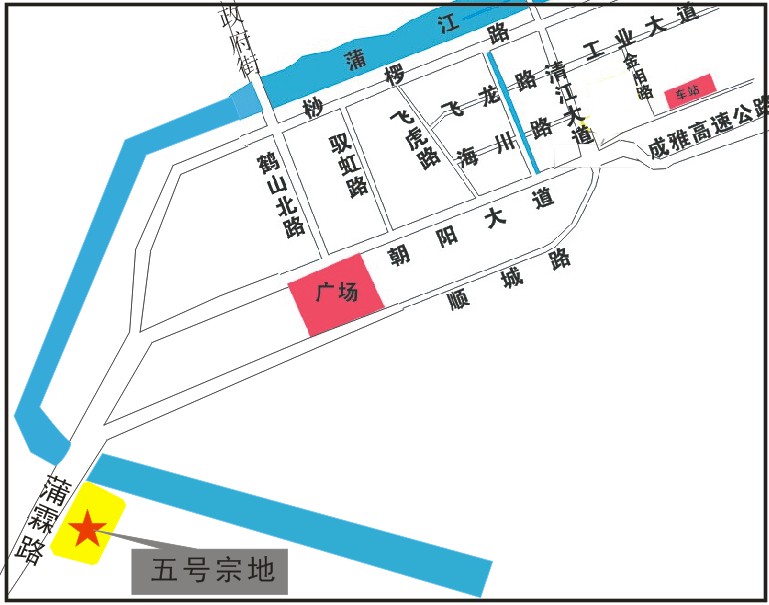 政府街
蒲江
桫椤路
工业大道
金相路
车站
清江大道
飞龙路
飞虎路
驭虹路
鹤山北路
海川路
成雅高速公路
朝阳大道
顺城路
广场
蒲霖路
五号宗地